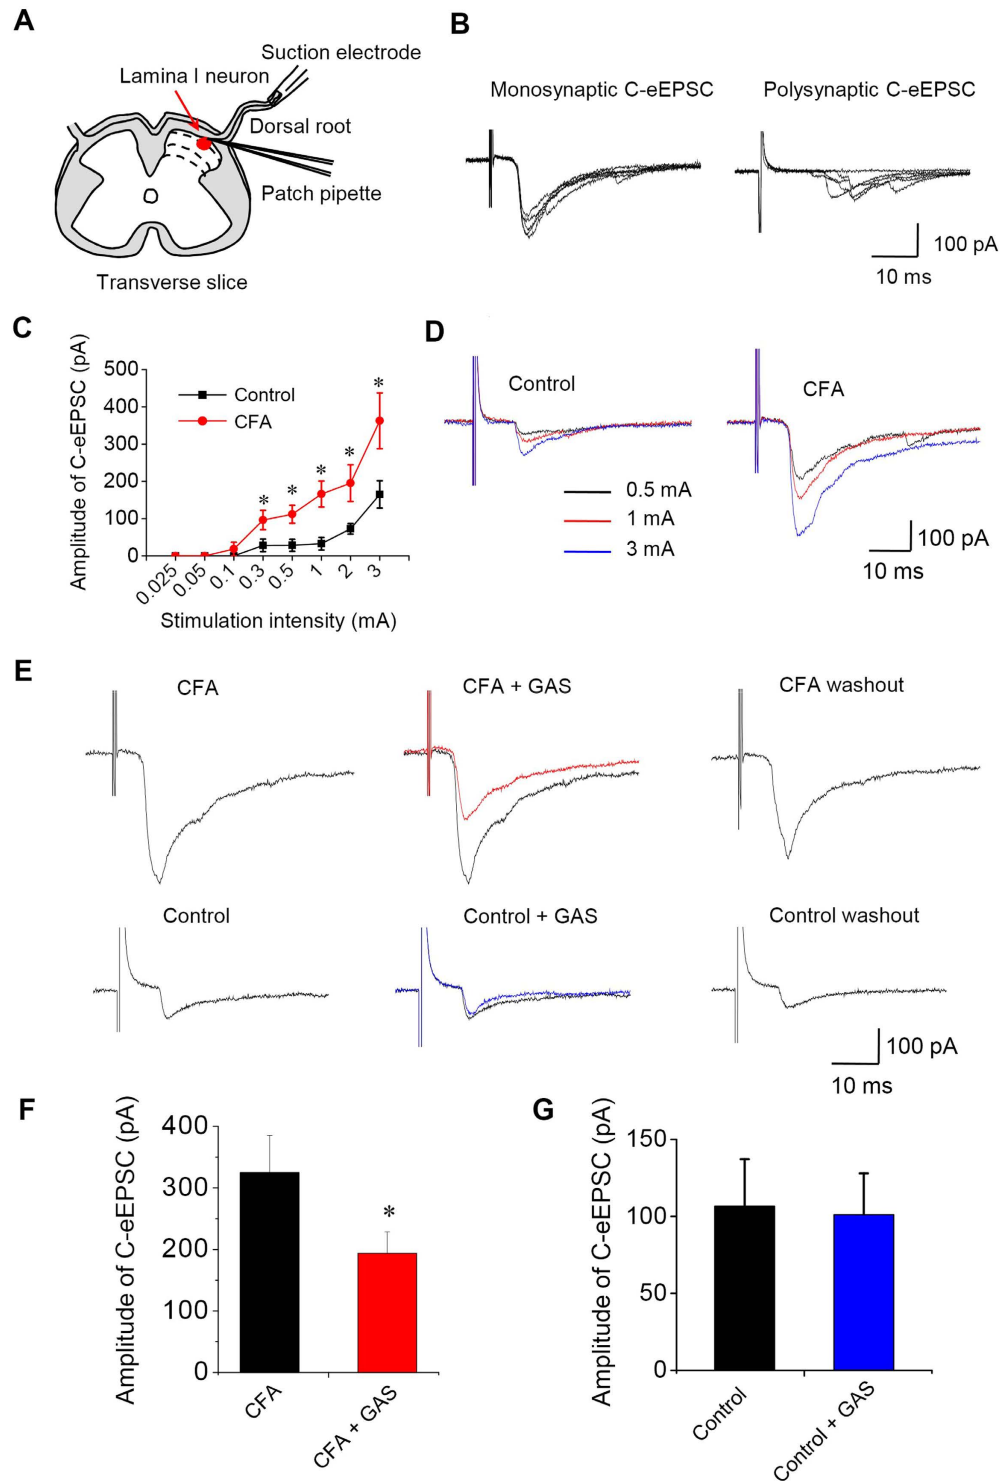 A
Suction electrode
Lamina I neuron
Dorsal root
Patch pipette
Transverse slice
B
Monosynaptic C-eEPSC
Polysynaptic C-eEPSC
100 pA
10 ms
C
Amplitude of C-eEPSC (pA)
500
400
300
200
100
0
Control
CFA
*
*
*
*
*
0.025
0.05
0.1
0.3
0.5
1
2
3
Stimulation intensity (mA)
D
Control
CFA
0.5 mA
1 mA
3 mA
100 pA
10 ms
E
CFA
CFA + GAS
CFA washout
Control
Control + GAS
Control washout
100 pA
10 ms
F
Amplitude of C-eEPSC (pA)
400
300
200
100
0
*
CFA
CFA + GAS
G
Amplitude of C-eEPSC (pA)
150
100
50
0
Control
Control + GAS